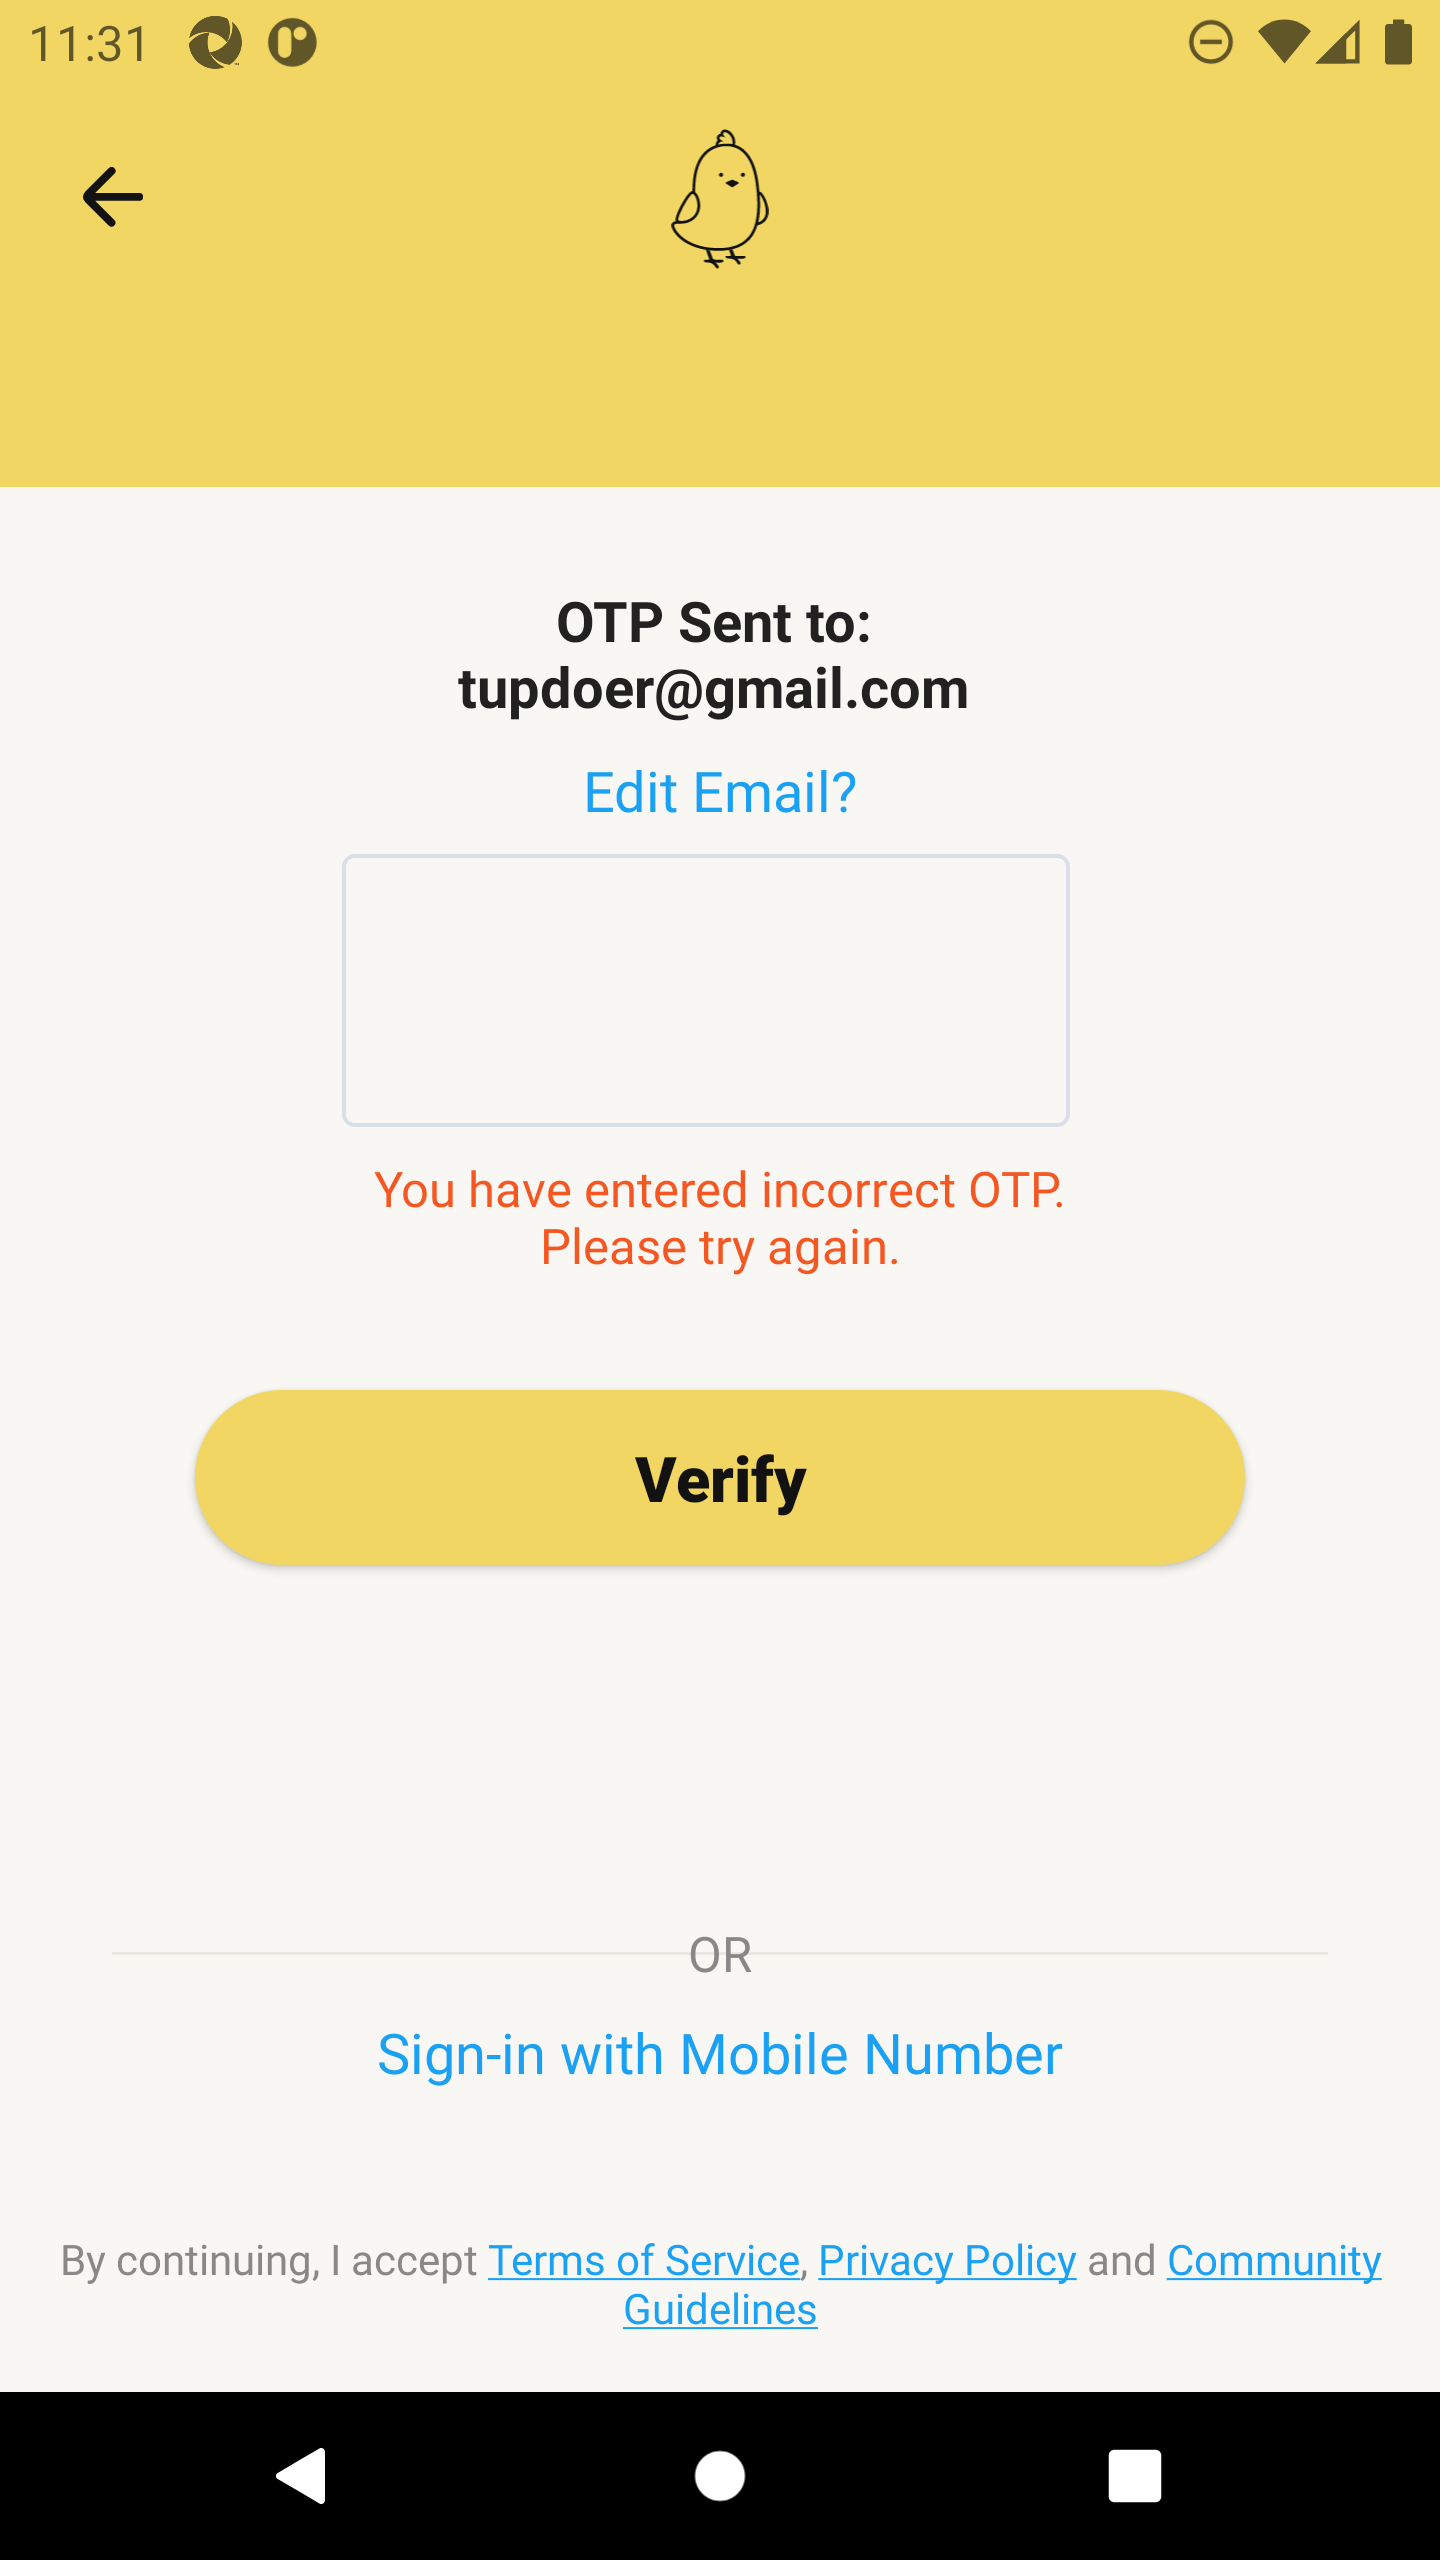 11:31
OTP Sent to:
tupdoer@gmail.com
Edit Email?
You have entered incorrect OTP.
Please try again.
Verify
OR
Sign-in with Mobile Number
By continuing, I accept Terms of Service, Privacy Policy and Community
Guidelines